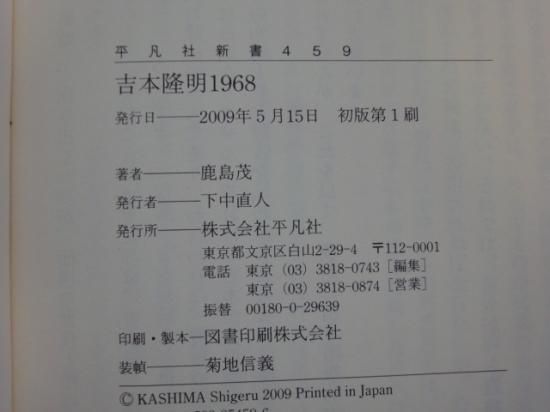 平凡社新書459
吉本隆明1968
発行日───2009年5月15日 初版第1刷
著者────鹿島茂
発行者───下中直人
発行所───株式会社平凡社
東京都文京区白山2-29-4 〒112-0001
電話 東京(03)3818-0743[編集]
東京(03)3818-0874[営業]
振替 00180-0-29639
印刷・製本─図書印刷株式会社
装幀────菊地信義
© KASHIMA Shigeru 2009 Printed in Japan